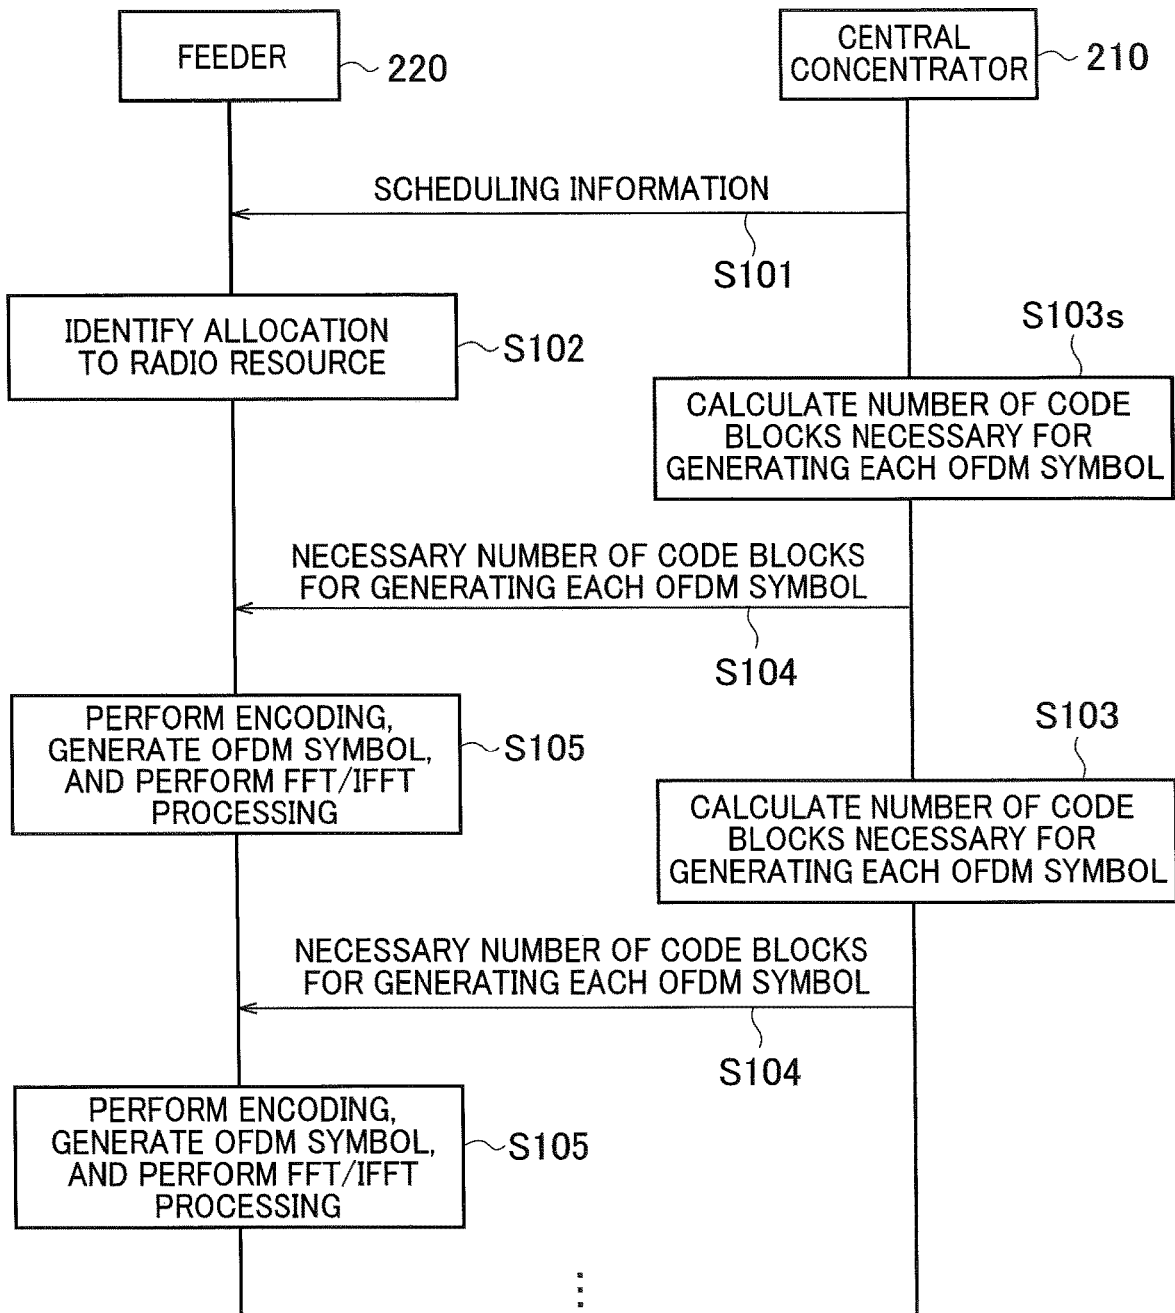 FEEDER
220
CENTRAL
CONCENTRATOR
210
SCHEDULING INFORMATION
S101
IDENTIFY ALLOCATION
TO RADIO RESOURCE
S102
S103s
CALCULATE NUMBER OF CODE
BLOCKS NECESSARY FOR
GENERATING EACH OFDM SYMBOL
NECESSARY NUMBER OF CODE BLOCKS
FOR GENERATING EACH OFDM SYMBOL
S104
PERFORM ENCODING,
GENERATE OFDM SYMBOL,
AND PERFORM FFT/IFFT
PROCESSING
S105
S103
CALCULATE NUMBER OF CODE
BLOCKS NECESSARY FOR
GENERATING EACH OFDM SYMBOL
NECESSARY NUMBER OF CODE BLOCKS
FOR GENERATING EACH OFDM SYMBOL
S104
PERFORM ENCODING,
GENERATE OFDM SYMBOL,
AND PERFORM FFT/IFFT
PROCESSING
S105